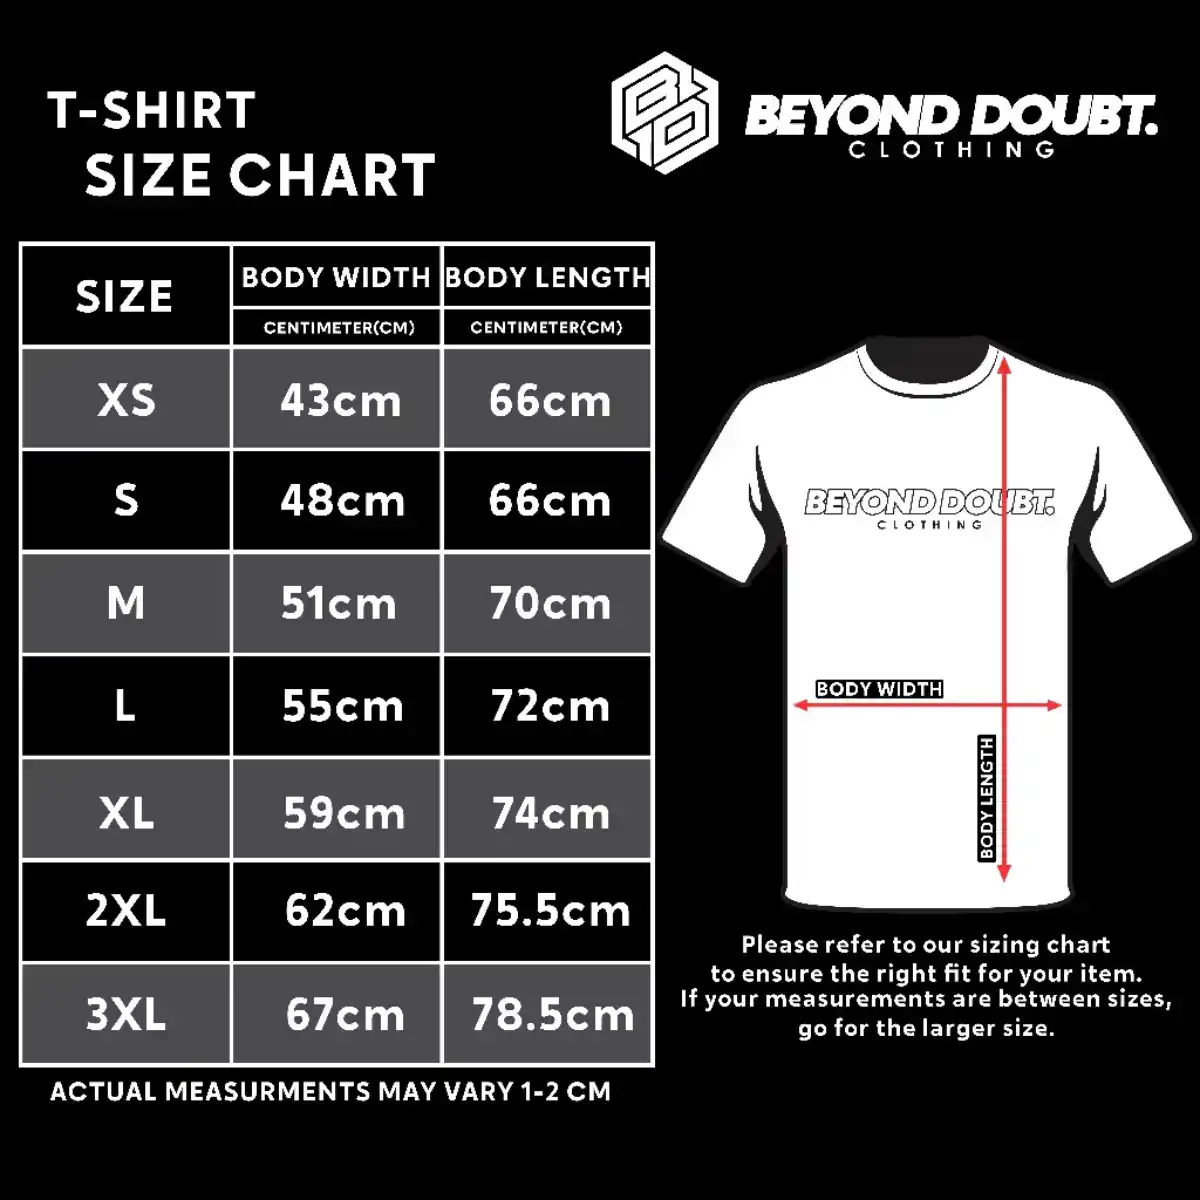 T-SHIRT
SIZE CHART
BEYOND DOUBT.
CLOTHING
SIZE BODY WIDTH BODY LENGTH
CENTIMETER(CM) CENTIMETER(CM)
XS 43cm 66cm
S 48cm 66cm
M 51cm 70cm
L 55cm 72cm
XL 59cm 74cm
2XL 62cm 75.5cm
3XL 67cm 78.5cm
ACTUAL MEASURMENTS MAY VARY 1-2 CM
BEYOND DOUBT.
CLOTHING
BODY WIDTH
BODY LENGTH
Please refer to our sizing chart
to ensure the right fit for your item.
If your measurements are between sizes,
go for the larger size.